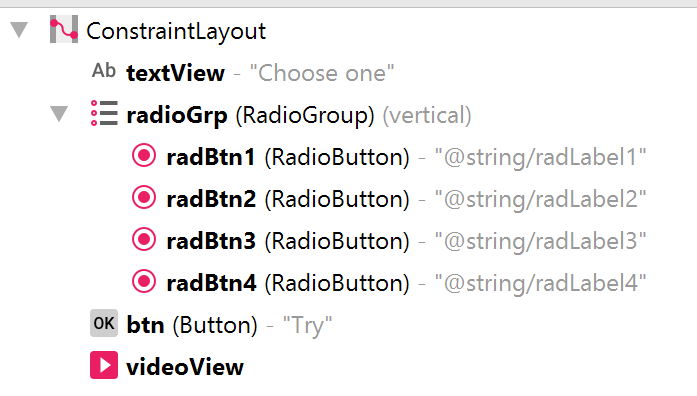 ConstraintLayout
Ab textView - "Choose one"
radioGrp (RadioGroup) (vertical)
radBtn1 (RadioButton) - "@string/radLabel1"
radBtn2 (RadioButton) - "@string/radLabel2"
radBtn3 (RadioButton) - "@string/radLabel3"
radBtn4 (RadioButton) - "@string/radLabel4"
OK btn (Button) - "Try"
videoView